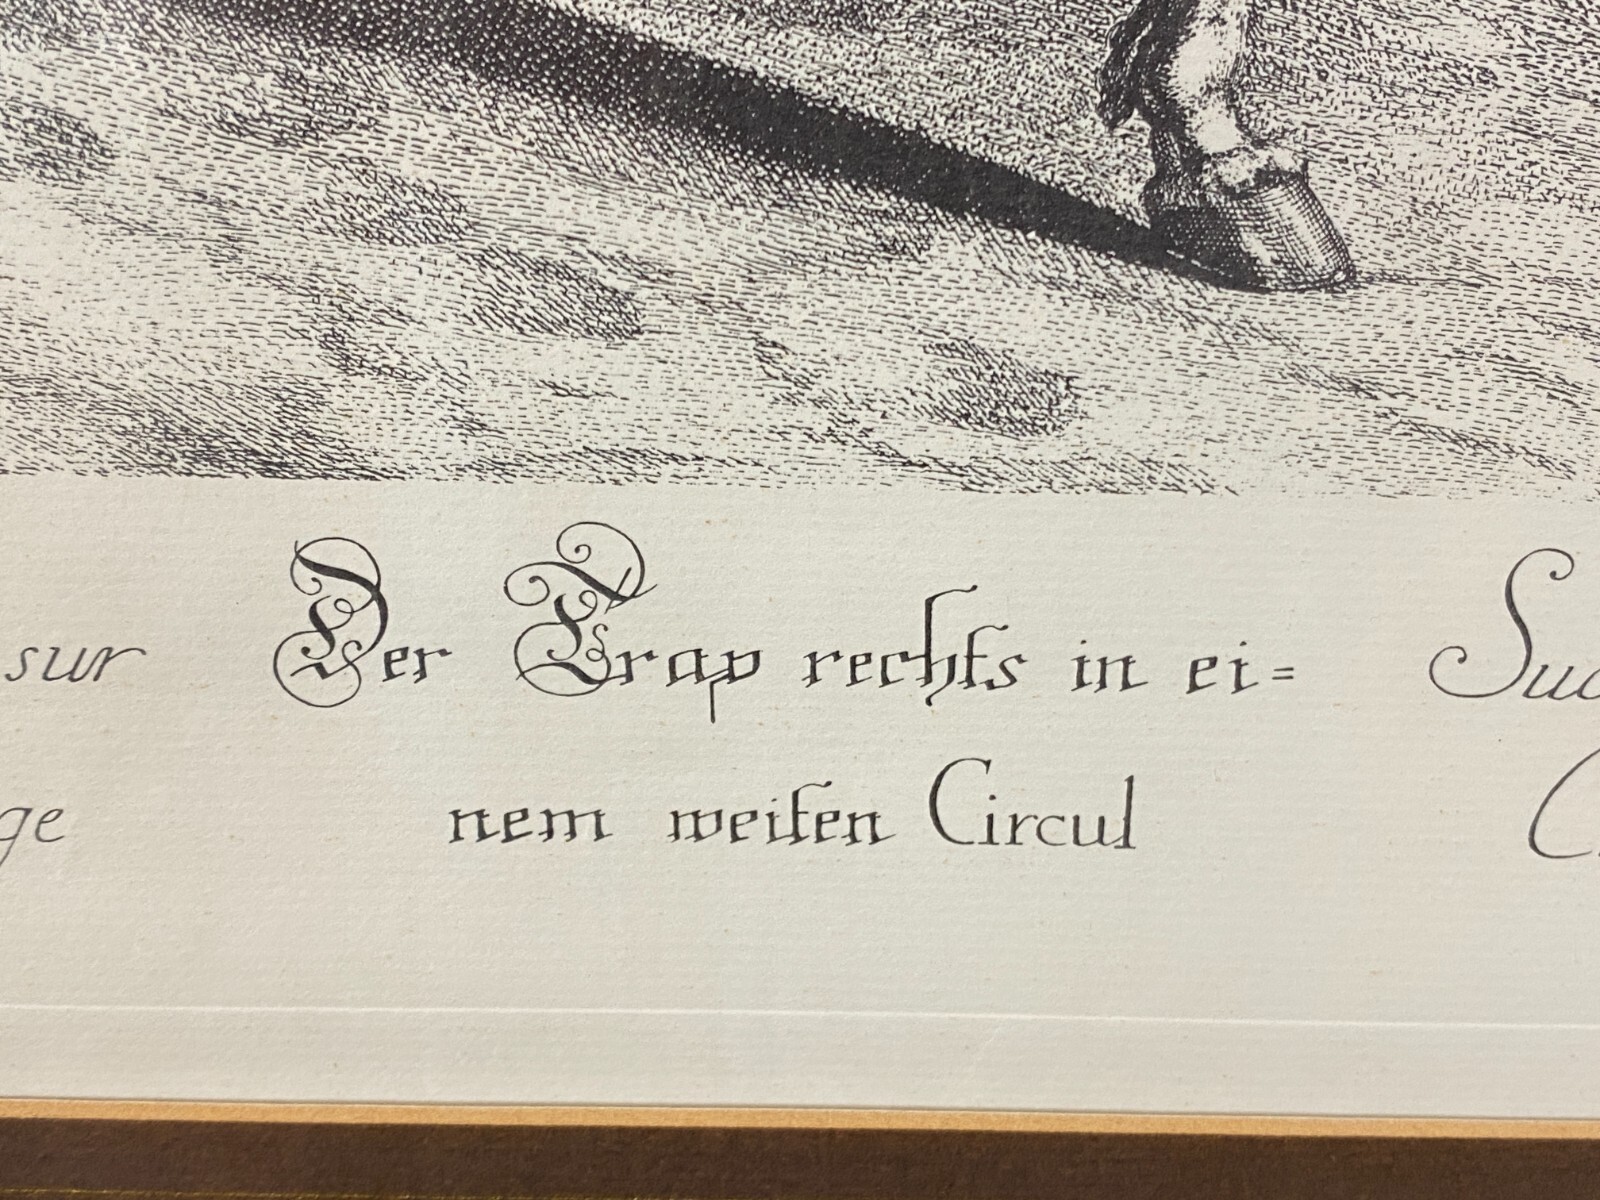 sur Der Trap rechts in ei=
ge nem weiten Circul